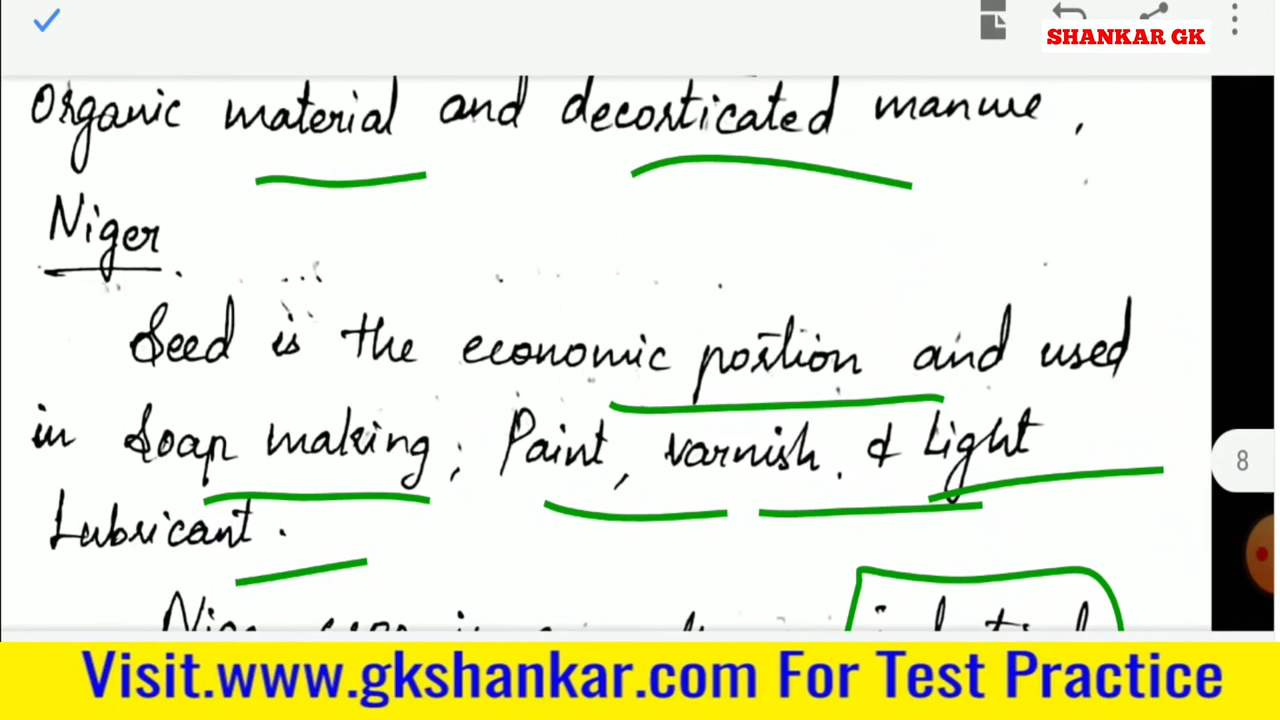 SHANKAR GK
Organic material and decorticated manure,
Niger
Seed is the economic portion and used
in Soap making; Paint, varnish. & Light
Lubricant.
8
Visit.www.gkshankar.com For Test Practice